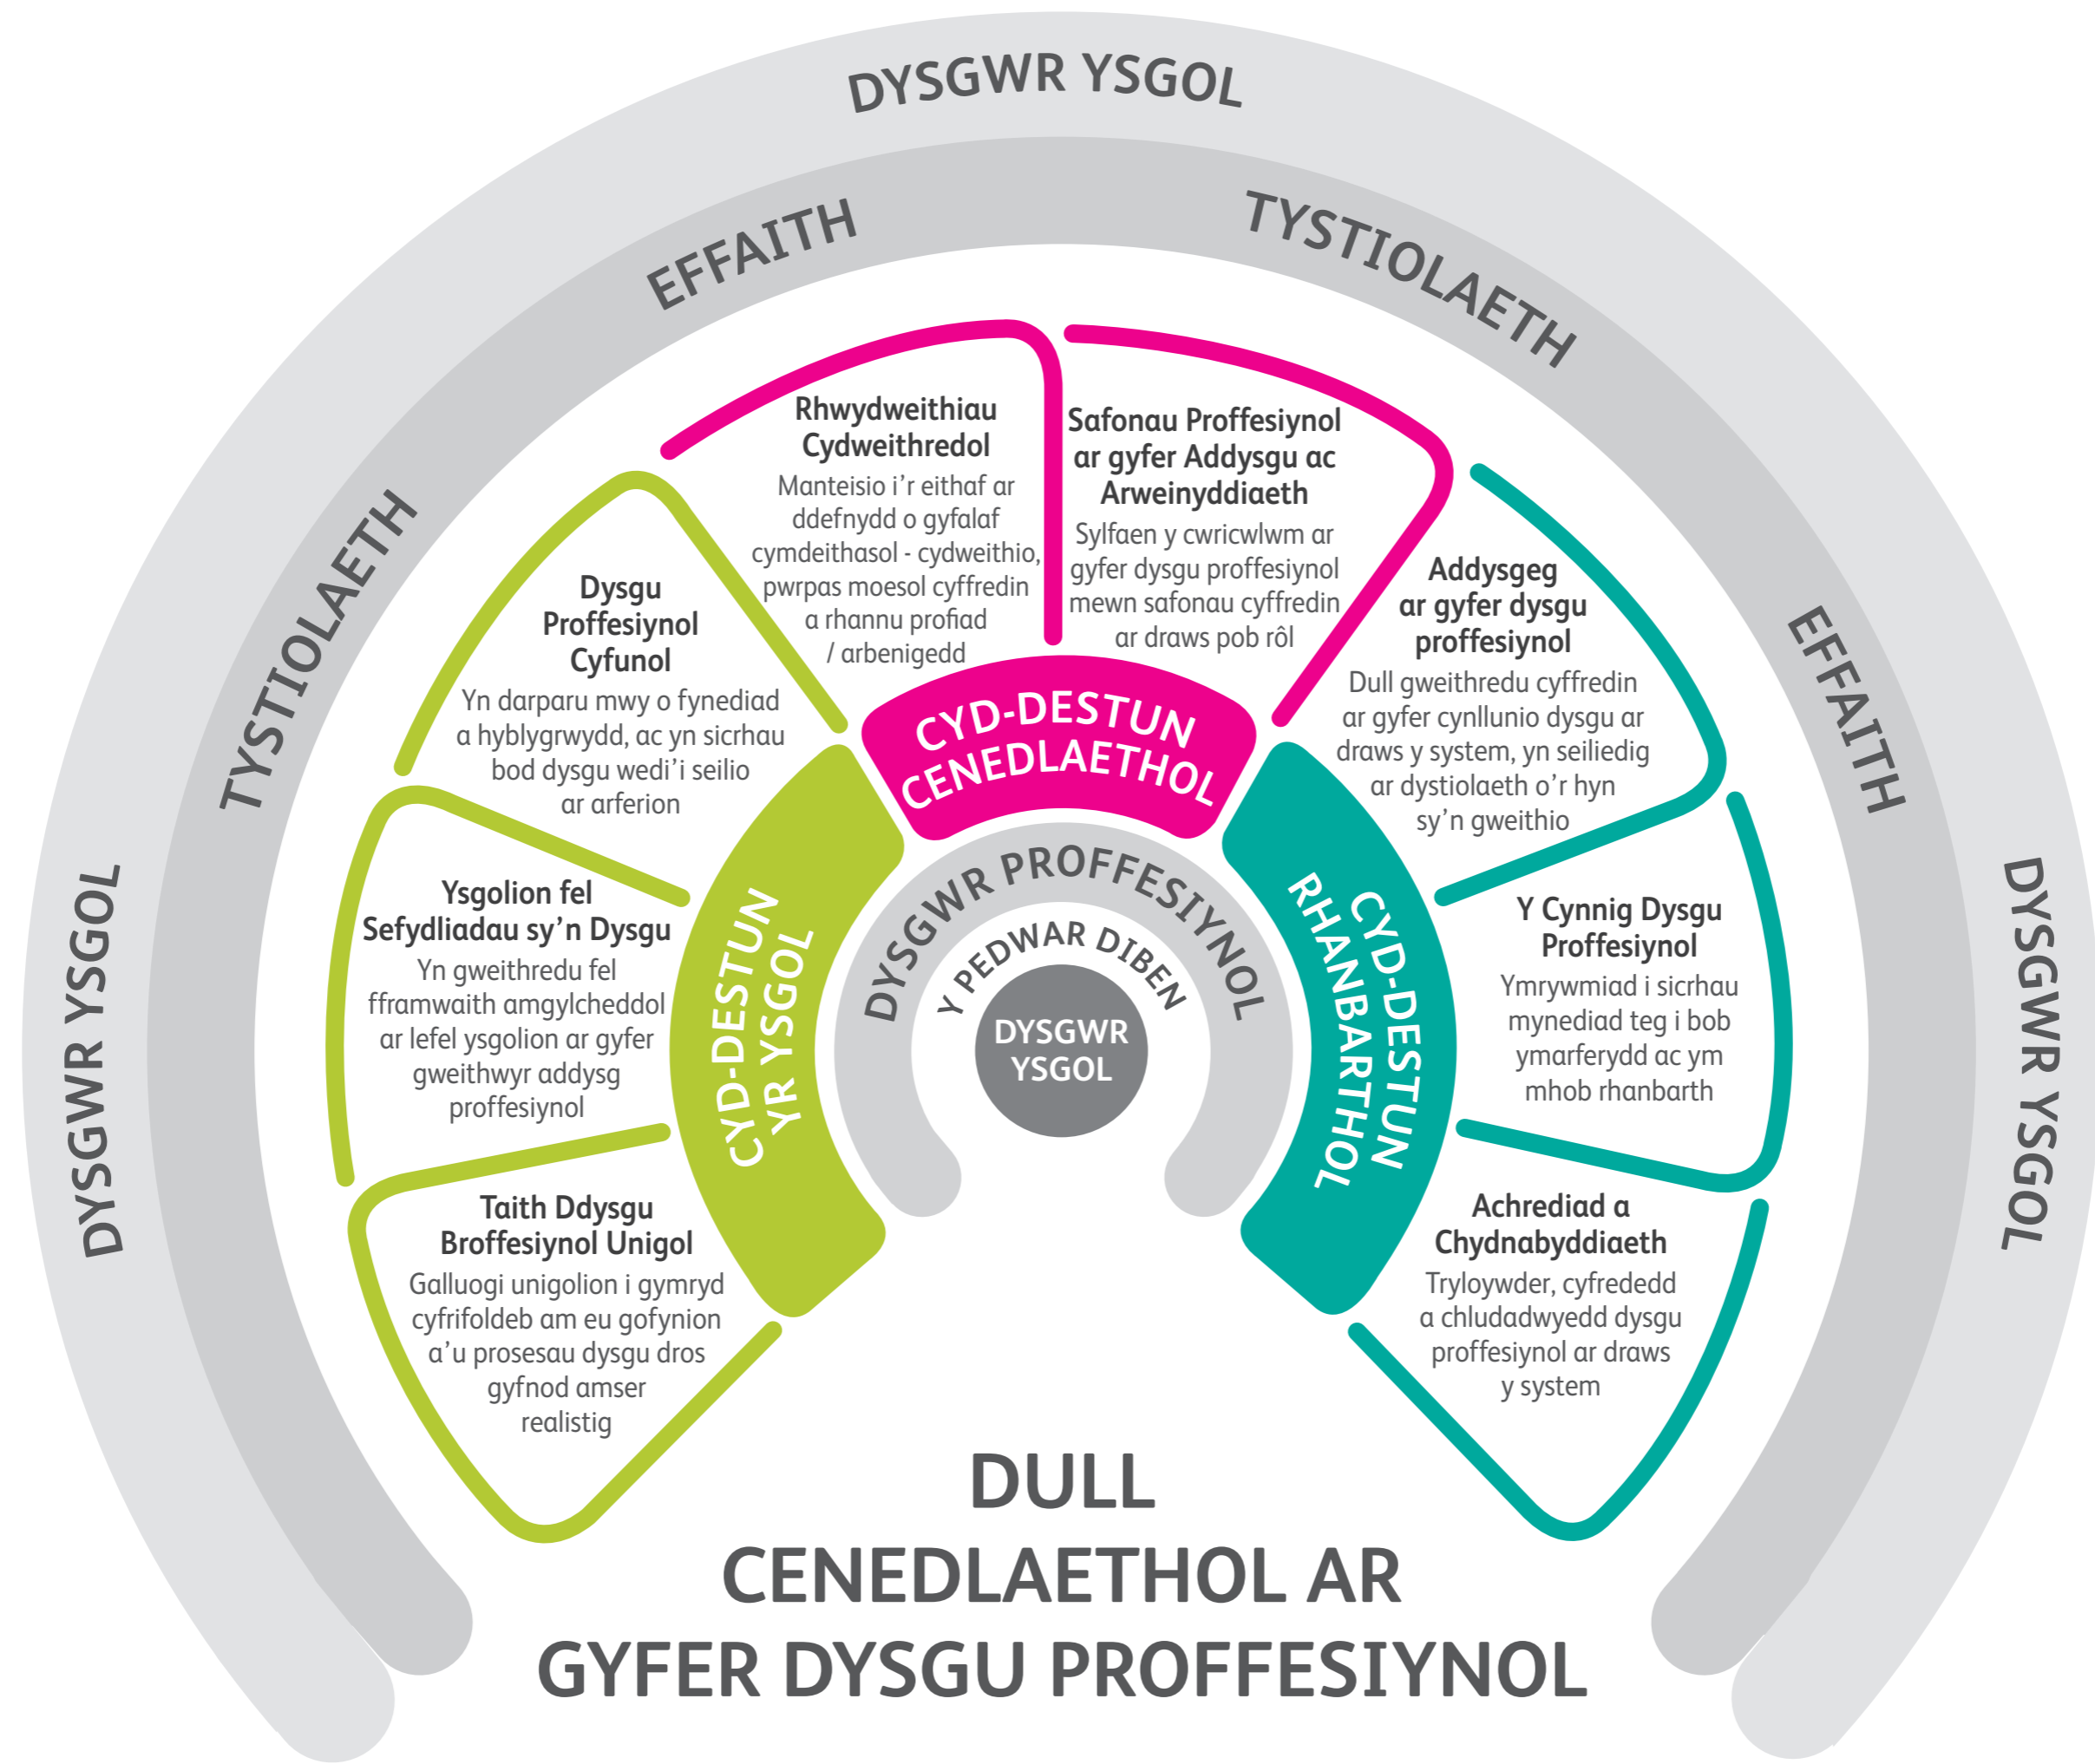 DYSGWR YSGOL
DYSGWR YSGOL
DYSGWR YSGOL
TYSTIOLAETH
EFFAITH
TYSTIOLAETH
EFFAITH
Taith Ddysgu
Broffesiynol Unigol
Galluogi unigolion i gymryd
cyfrifoldeb am eu gofynion
a’u prosesau dysgu dros
gyfnod amser
realistig
Ysgolion fel
Sefydliadau sy’n Dysgu
Yn gweithredu fel
fframwaith amgylcheddol
ar lefel ysgolion ar gyfer
gweithwyr addysg
proffesiynol
Dysgu
Proffesiynol
Cyfunol
Yn darparu mwy o fynediad
a hyblygrwydd, ac yn sicrhau
bod dysgu wedi’i seilio
ar arferion
Rhwydweithiau
Cydweithredol
Manteisio i’r eithaf ar
ddefnydd o gyfalaf
cymdeithasol - cydweithio,
pwrpas moesol cyffredin
a rhannu profiad
/ arbenigedd
Safonau Proffesiynol
ar gyfer Addysgu ac
Arweinyddiaeth
Sylfaen y cwricwlwm ar
gyfer dysgu proffesiynol
mewn safonau cyffredin
ar draws pob rôl
Addysgeg
ar gyfer dysgu
proffesiynol
Dull gweithredu cyffredin
ar gyfer cynllunio dysgu ar
draws y system, yn seiliedig
ar dystiolaeth o’r hyn
sy’n gweithio
Y Cynnig Dysgu
Proffesiynol
Ymrywmiad i sicrhau
mynediad teg i bob
ymarferydd ac ym
mhob rhanbarth
Achrediad a
Chydnabyddiaeth
Tryloywder, cyfrededd
a chludadwyedd dysgu
proffesiynol ar draws
y system
CYD-DESTUN
YR YSGOL
CYD-DESTUN
CENEDLAETHOL
CYD-DESTUN
RHANBARTHOL
DYSGWR PROFFESIYNOL
Y PEDWAR DIBEN
DYSGWR
YSGOL
DULL
CENEDLAETHOL AR
GYFER DYSGU PROFFESIYNOL